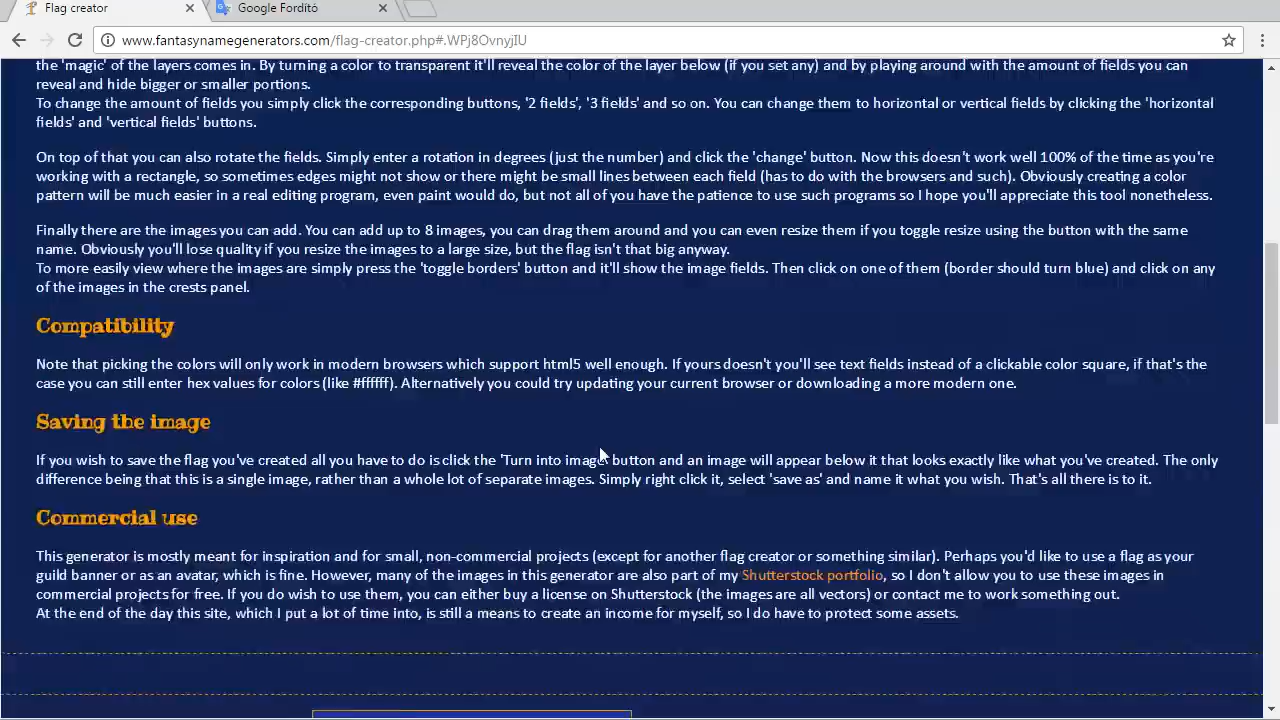 Flag creator
Google Fordító
www.fantasynamegenerators.com/flag-creator.php#.WPj8OvnyjIU
the 'magic' of the layers comes in. By turning a color to transparent it'll reveal the color of the layer below (if you set any) and by playing around with the amount of fields you can
reveal and hide bigger or smaller portions.
To change the amount of fields you simply click the corresponding buttons, '2 fields', '3 fields' and so on. You can change them to horizontal or vertical fields by clicking the 'horizontal
fields' and 'vertical fields' buttons.
On top of that you can also rotate the fields. Simply enter a rotation in degrees (just the number) and click the 'change' button. Now this doesn't work well 100% of the time as you're
working with a rectangle, so sometimes edges might not show or there might be small lines between each field (has to do with the browsers and such). Obviously creating a color
pattern will be much easier in a real editing program, even paint would do, but not all of you have the patience to use such programs so I hope you'll appreciate this tool nonetheless.
Finally there are the images you can add. You can add up to 8 images, you can drag them around and you can even resize them if you toggle resize using the button with the same
name. Obviously you'll lose quality if you resize the images to a large size, but the flag isn't that big anyway.
To more easily view where the images are simply press the 'toggle borders' button and it'll show the image fields. Then click on one of them (border should turn blue) and click on any
of the images in the crests panel.
Compatibility
Note that picking the colors will only work in modern browsers which support html5 well enough. If yours doesn't you'll see text fields instead of a clickable color square, if that's the
case you can still enter hex values for colors (like #ffffff). Alternatively you could try updating your current browser or downloading a more modern one.
Saving the image
If you wish to save the flag you've created all you have to do is click the 'Turn into image' button and an image will appear below it that looks exactly like what you've created. The only
difference being that this is a single image, rather than a whole lot of separate images. Simply right click it, select 'save as' and name it what you wish. That's all there is to it.
Commercial use
This generator is mostly meant for inspiration and for small, non-commercial projects (except for another flag creator or something similar). Perhaps you'd like to use a flag as your
guild banner or as an avatar, which is fine. However, many of the images in this generator are also part of my Shutterstock portfolio, so I don't allow you to use these images in
commercial projects for free. If you do wish to use them, you can either buy a license on Shutterstock (the images are all vectors) or contact me to work something out.
At the end of the day this site, which I put a lot of time into, is still a means to create an income for myself, so I do have to protect some assets.